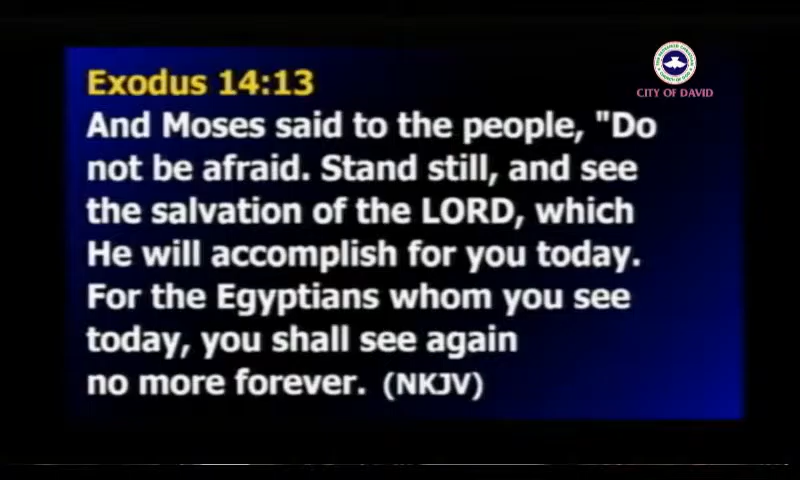 Exodus 14:13
And Moses said to the people, "Do
not be afraid. Stand still, and see
the salvation of the LORD, which
He will accomplish for you today.
For the Egyptians whom you see
today, you shall see again
no more forever. (NKJV)
CITY OF DAVID